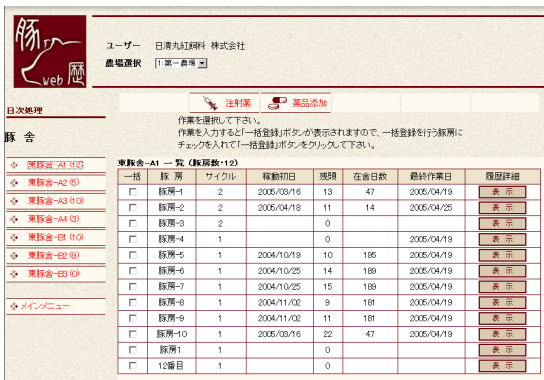 豚歴
web
ユーザー 日清丸紅飼料 株式会社
農場選択 1:第一農場
注射薬 薬品添加
作業を選択して下さい。
作業を入力すると「一括登録」ボタンが表示されますので、一括登録を行う豚房に
チェックを入れて「一括登録」ボタンをクリックして下さい。
日次処理
豚 舎
東豚舎-A1 (12)
東豚舎-A2 (5)
東豚舎-A3 (10)
東豚舎-A4 (3)
東豚舎-B1 (10)
東豚舎-B2 (9)
東豚舎-B3 (0)
メインメニュー
東豚舎-A1 一覧 (豚房数:12)
一括 豚 房 サイクル 稼動初日 残頭 在舎日数 最終作業日 履歴詳細
豚房-1 2 2005/03/16 13 47 2005/04/19 表 示
豚房-2 2 2005/04/18 11 14 2005/04/25 表 示
豚房-3 2 0 表 示
豚房-4 1 0 2005/04/19 表 示
豚房-5 1 2004/10/19 10 195 2005/04/19 表 示
豚房-6 1 2004/10/25 14 189 2005/04/19 表 示
豚房-7 1 2004/10/25 15 189 2005/04/19 表 示
豚房-8 1 2004/11/02 9 181 2005/04/19 表 示
豚房-9 1 2004/11/02 11 181 2005/04/19 表 示
豚房-10 1 2005/03/16 22 47 2005/04/19 表 示
豚房1 1 0 表 示
12番目 1 0 表 示